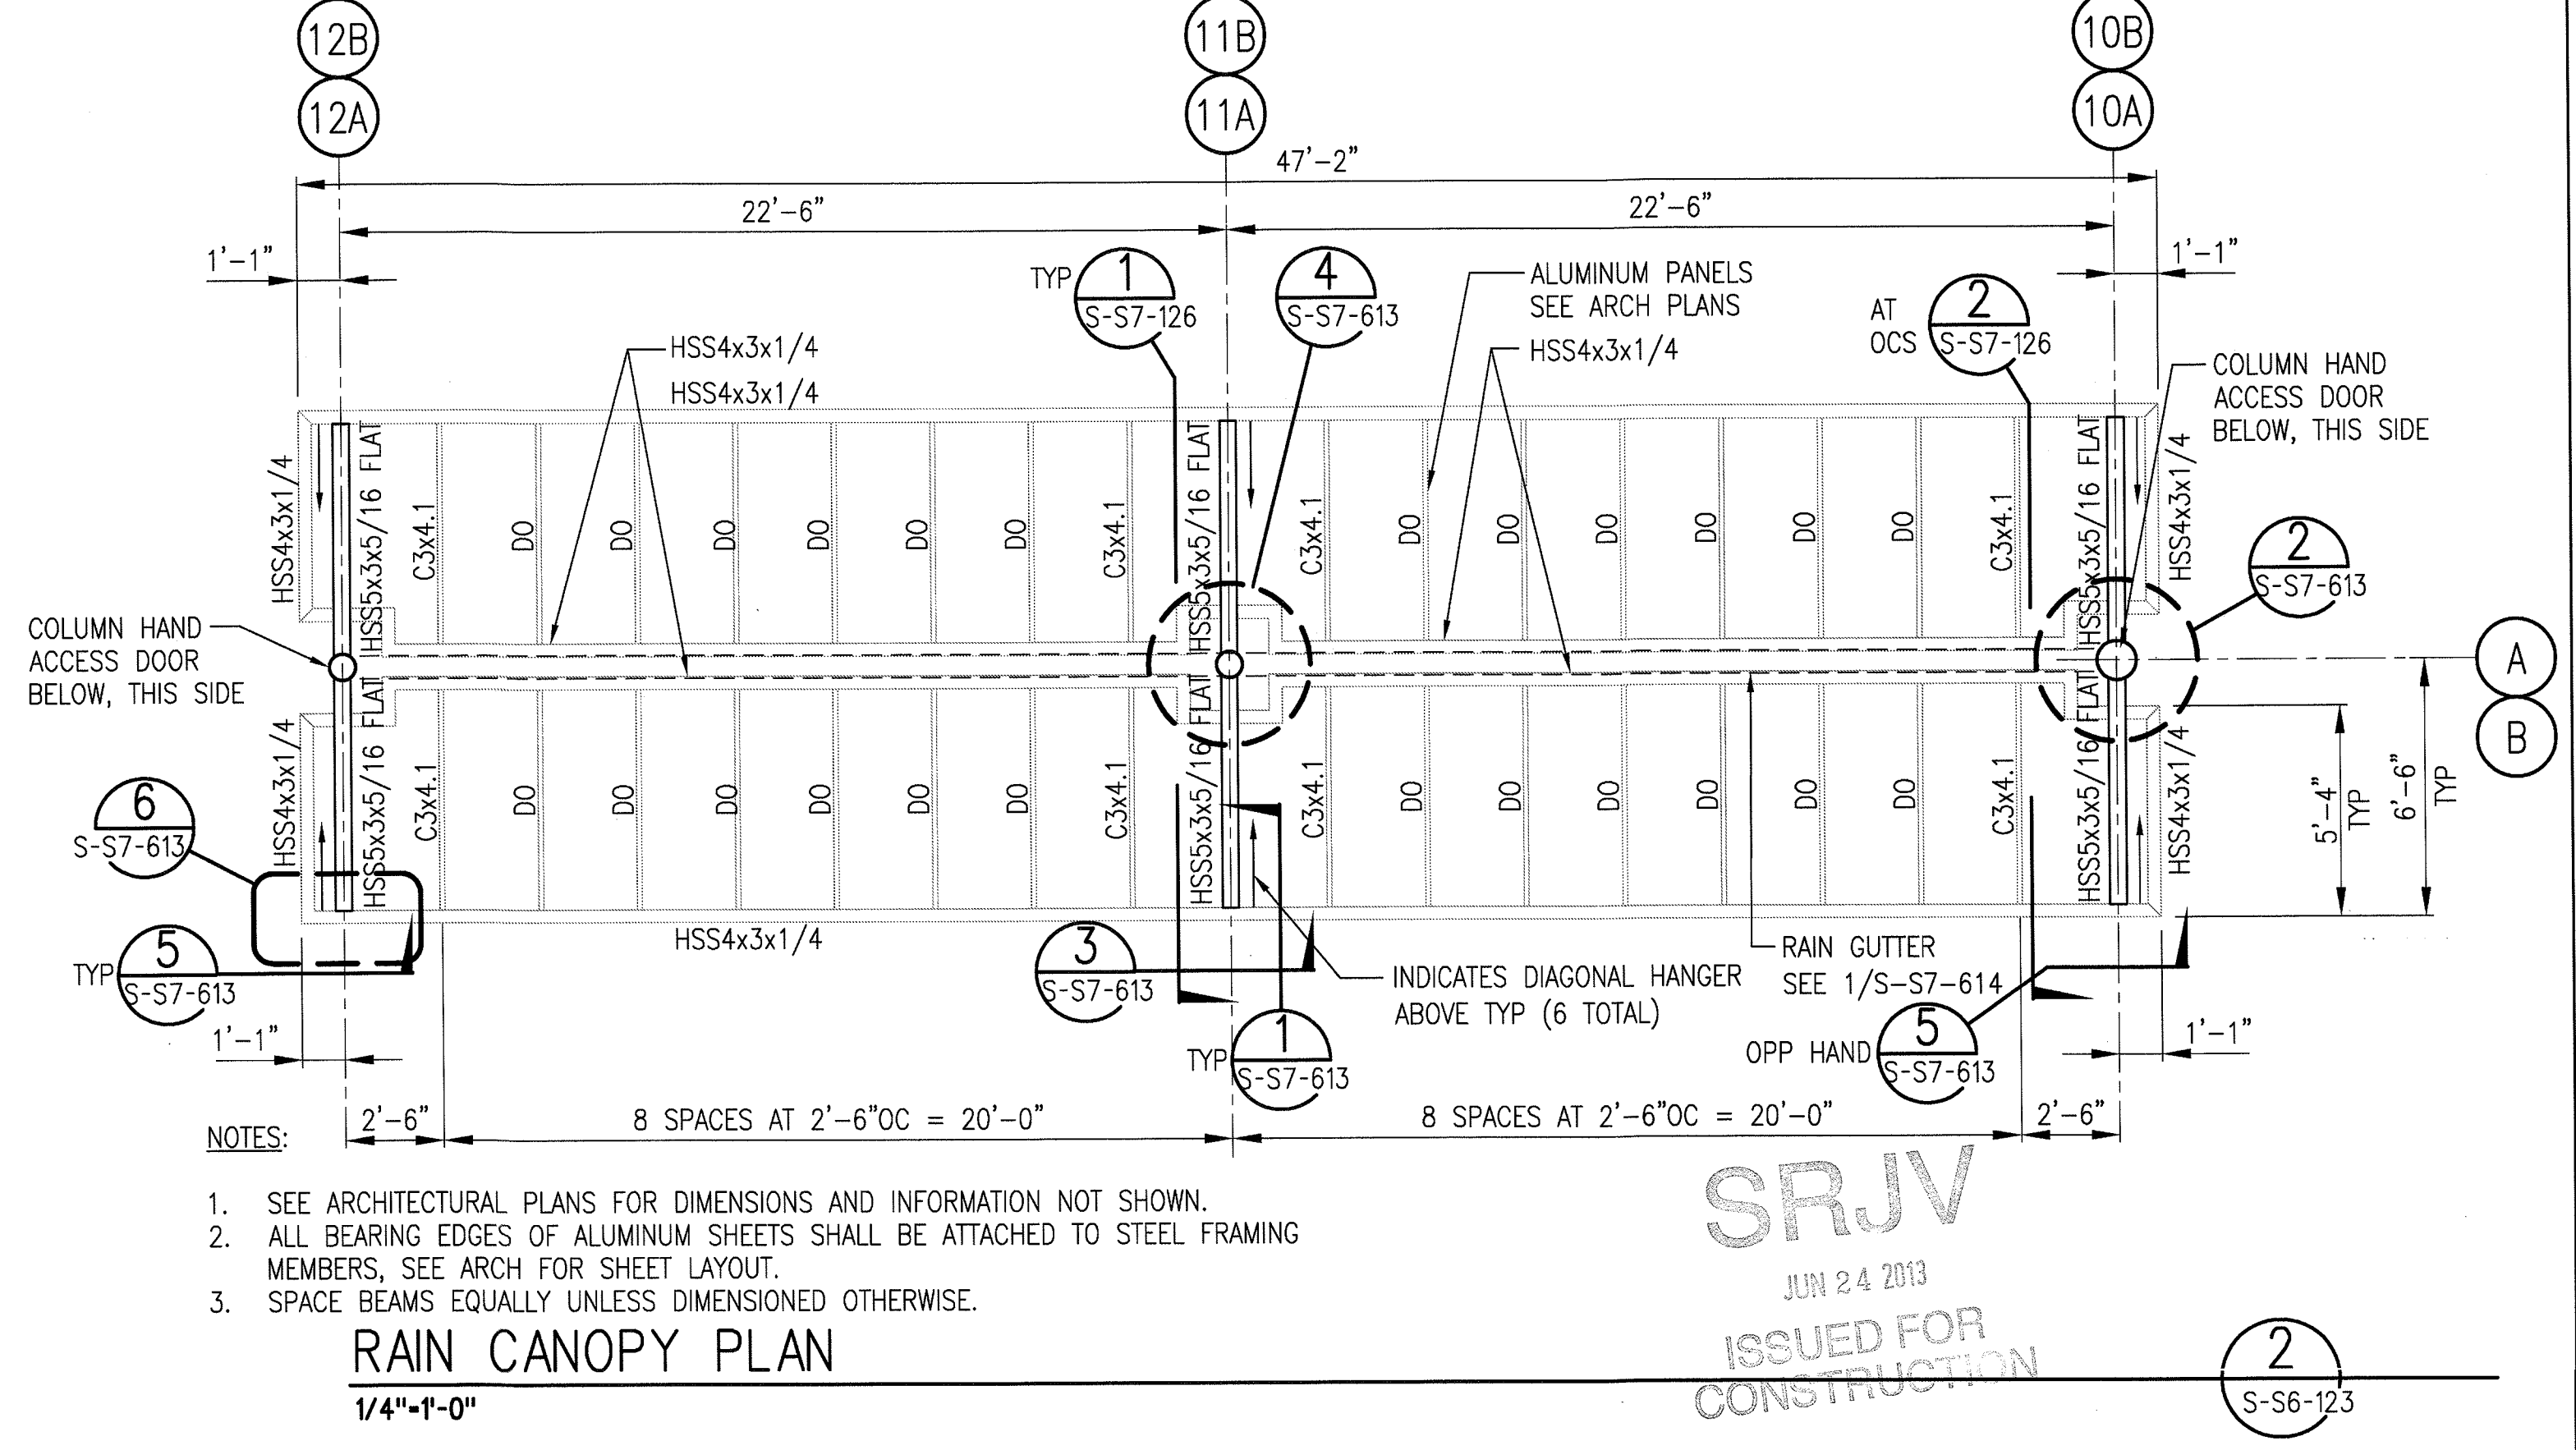 12B
11B
10B
12A
11A
10A
47'-2"
22'-6"
22'-6"
1'-1"
1'-1"
TYP
1
S-S7-126
4
S-S7-613
ALUMINUM PANELS
SEE ARCH PLANS
HSS4x3x1/4
AT
OCS
2
S-S7-126
HSS4x3x1/4
HSS4x3x1/4
COLUMN HAND
ACCESS DOOR
BELOW, THIS SIDE
HSS4x3x1/4
HSS5x3x5/16 FLAT
C3x4.1
DO
DO
DO
DO
DO
DO
C3x4.1
HSS5x3x5/16 FLAT
C3x4.1
DO
DO
DO
DO
DO
DO
C3x4.1
HSS5x3x5/16 FLAT
HSS4x3x1/4
2
S-S7-613
COLUMN HAND
ACCESS DOOR
BELOW, THIS SIDE
A
B
HSS4x3x1/4
HSS5x3x5/16 FLAT
C3x4.1
DO
DO
DO
DO
DO
DO
C3x4.1
HSS5x3x5/16 FLAT
C3x4.1
DO
DO
DO
DO
DO
DO
C3x4.1
HSS5x3x5/16 FLAT
HSS4x3x1/4
5'-4"
TYP
6'-6"
TYP
6
S-S7-613
TYP
5
S-S7-613
HSS4x3x1/4
3
S-S7-613
INDICATES DIAGONAL HANGER
ABOVE TYP (6 TOTAL)
RAIN GUTTER
SEE 1/S-S7-614
1'-1"
TYP
1
S-S7-613
OPP HAND
5
S-S7-613
1'-1"
2'-6"
8 SPACES AT 2'-6"OC = 20'-0"
8 SPACES AT 2'-6"OC = 20'-0"
2'-6"
NOTES:
1. SEE ARCHITECTURAL PLANS FOR DIMENSIONS AND INFORMATION NOT SHOWN.
2. ALL BEARING EDGES OF ALUMINUM SHEETS SHALL BE ATTACHED TO STEEL FRAMING
MEMBERS, SEE ARCH FOR SHEET LAYOUT.
3. SPACE BEAMS EQUALLY UNLESS DIMENSIONED OTHERWISE.
SRJV
JUN 24 2013
ISSUED FOR
CONSTRUCTION
RAIN CANOPY PLAN
1/4"=1'-0"
2
S-S6-123